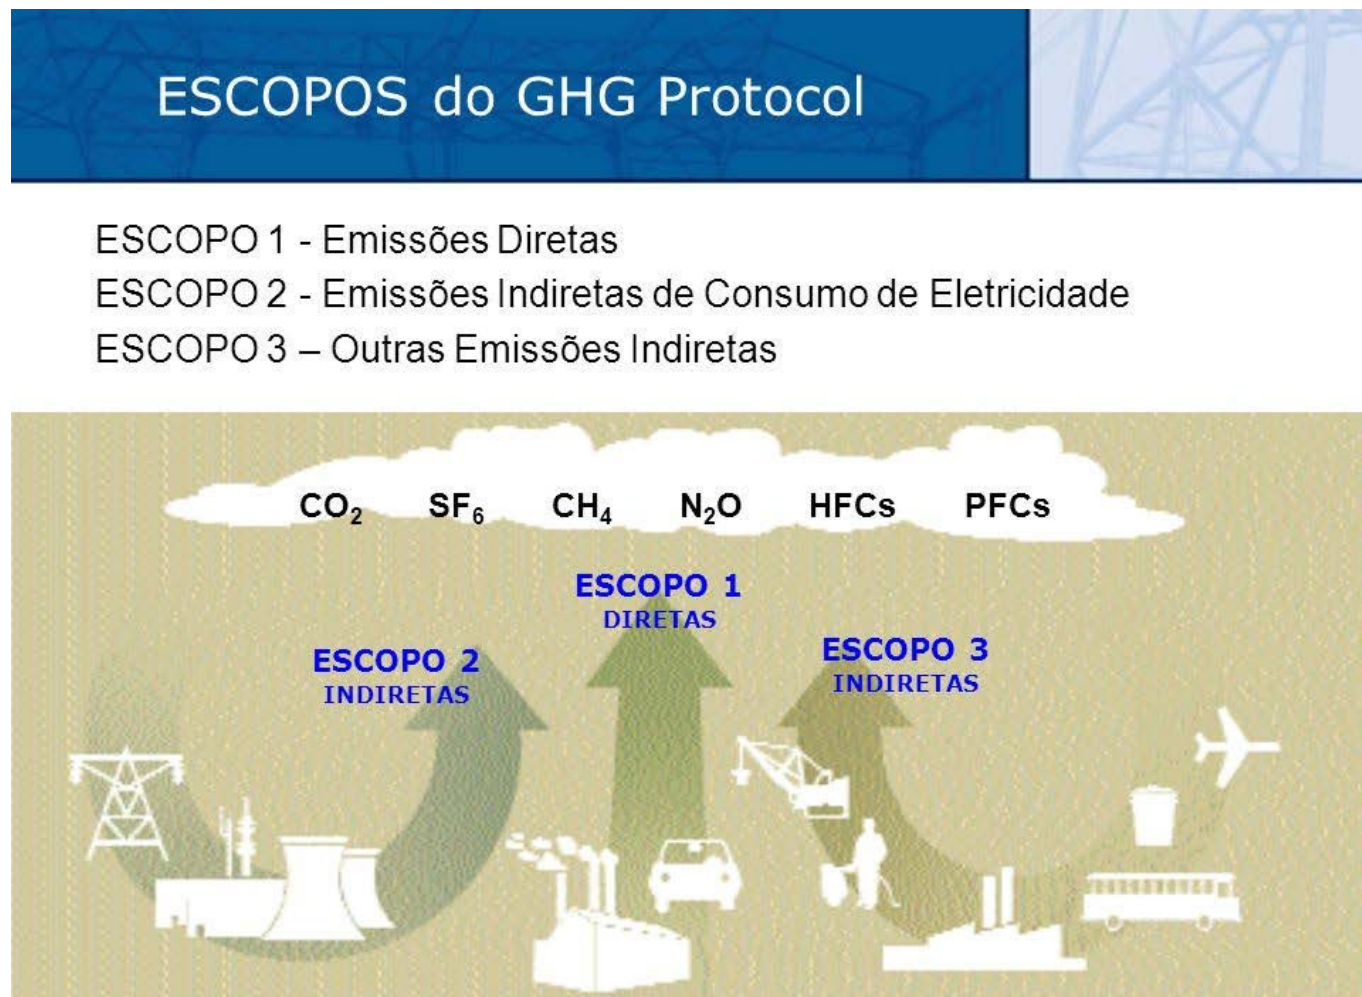 ESCOPOS do GHG Protocol
ESCOPO 1 - Emissões Diretas
ESCOPO 2 - Emissões Indiretas de Consumo de Eletricidade
ESCOPO 3 – Outras Emissões Indiretas
CO₂ SF₆ CH₄ N₂O HFCs PFCs
ESCOPO 1
DIRETAS
ESCOPO 2
INDIRETAS
ESCOPO 3
INDIRETAS